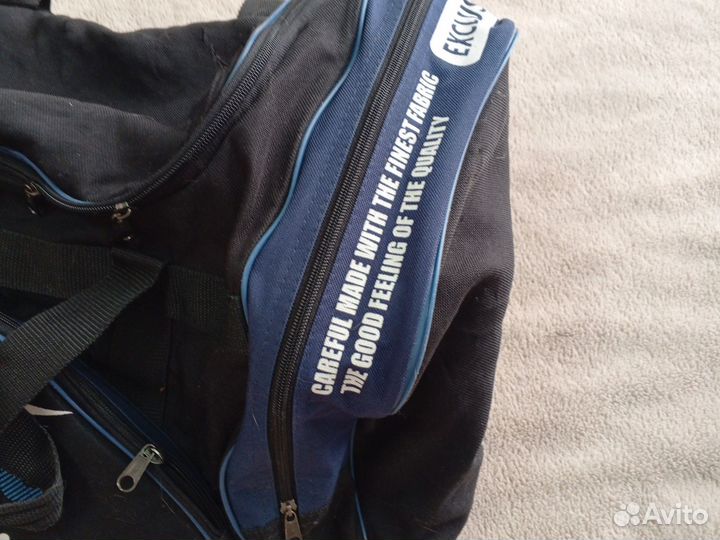 CAREFUL MADE WITH THE FINEST FABRIC
THE GOOD FEELING OF THE QUALITY
Avito